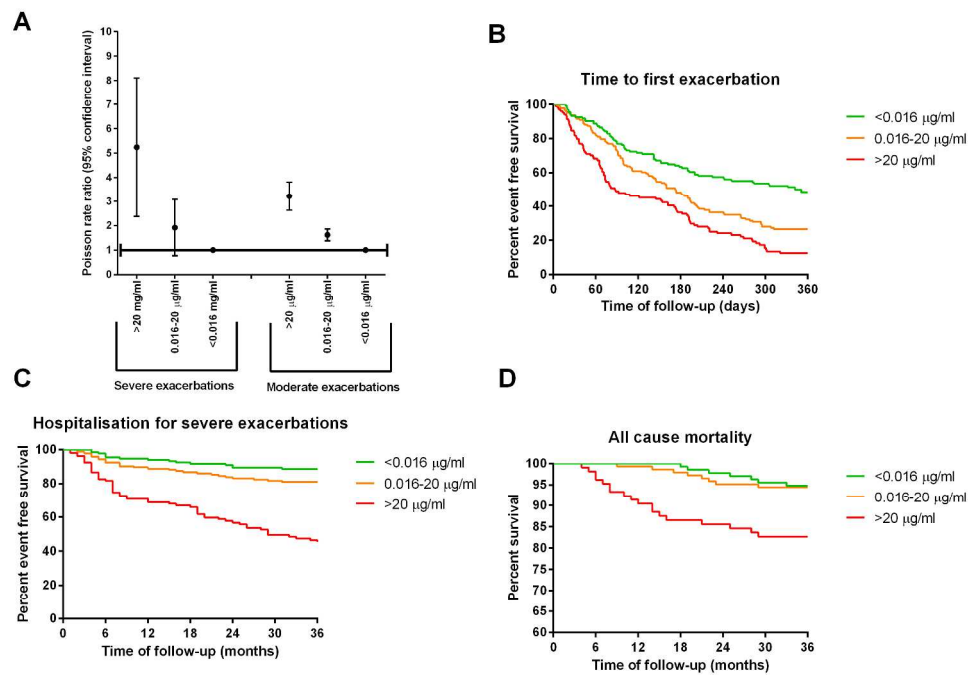 A
Poisson rate ratio (95% confidence interval)
10
9
8
7
6
5
4
3
2
1
0
>20 mg/ml
0.016-20 µg/ml
<0.016 mg/ml
>20 µg/ml
0.016-20 µg/ml
<0.016 µg/ml
Severe exacerbations
Moderate exacerbations
B
Time to first exacerbation
Percent event free survival
100
80
60
40
20
0
0 60 120 180 240 300 360
Time of follow-up (days)
<0.016 µg/ml
0.016-20 µg/ml
>20 µg/ml
C
Hospitalisation for severe exacerbations
Percent event free survival
100
80
60
40
20
0
0 6 12 18 24 30 36
Time of follow-up (months)
<0.016 µg/ml
0.016-20 µg/ml
>20 µg/ml
D
All cause mortality
Percent survival
100
95
90
85
80
75
70
65
60
0 6 12 18 24 30 36
Time of follow-up (months)
<0.016 µg/ml
0.016-20 µg/ml
>20 µg/ml